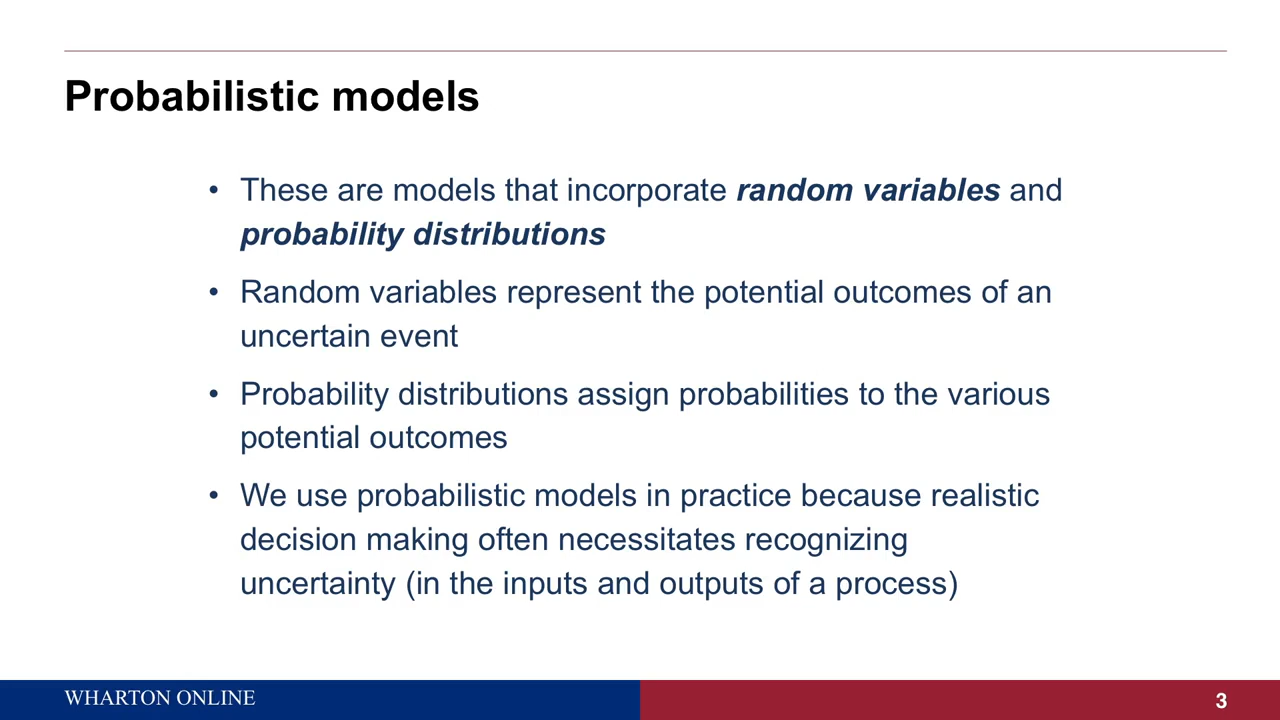 Probabilistic models
• These are models that incorporate random variables and
probability distributions
• Random variables represent the potential outcomes of an
uncertain event
• Probability distributions assign probabilities to the various
potential outcomes
• We use probabilistic models in practice because realistic
decision making often necessitates recognizing
uncertainty (in the inputs and outputs of a process)
WHARTON ONLINE
3